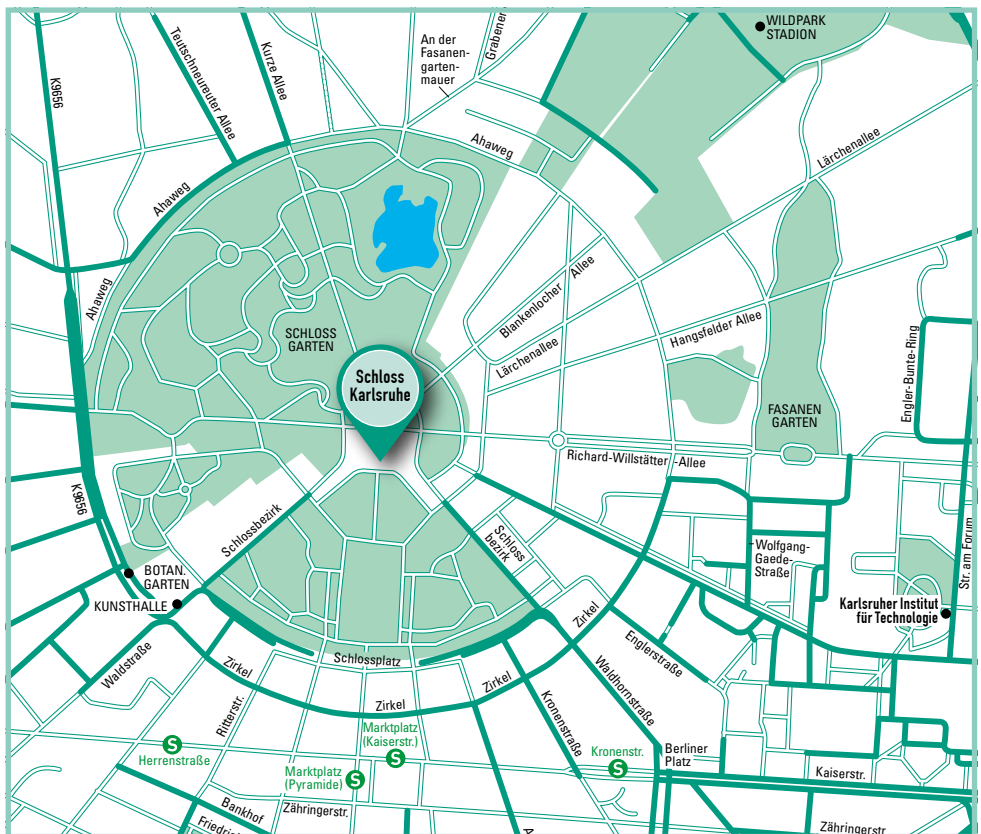 WILDPARK
STADION
An der
Fasanen-
garten-
mauer
Grabener
K9656
Teutschneureuter Allee
Kurze Allee
Ahaweg
Lärchenallee
Ahaweg
Ahaweg
SCHLOSS
GARTEN
Blankenlocher Allee
Lärchenallee
Hangsfelder Allee
Engler-Bunte-Ring
Schloss
Karlsruhe
FASANEN
GARTEN
Richard-Willstätter-Allee
K9656
Schlossbezirk
Schloss
bezirk
Wolfgang-
Gaede-
Straße
Str. am Forum
BOTAN.
GARTEN
KUNSTHALLE
Karlsruher Institut
für Technologie
Zirkel
Englerstraße
Waldstraße
Schlossplatz
Zirkel
Zirkel
Zirkel
Waldhornstraße
Kronenstraße
Ritterstr.
Marktplatz
(Kaiserstr.)
S
Herrenstraße
S
Marktplatz
(Pyramide)
S
Kronenstr.
S
Berliner
Platz
Kaiserstr.
Zähringerstr.
Bankhof
Zähringerstr.